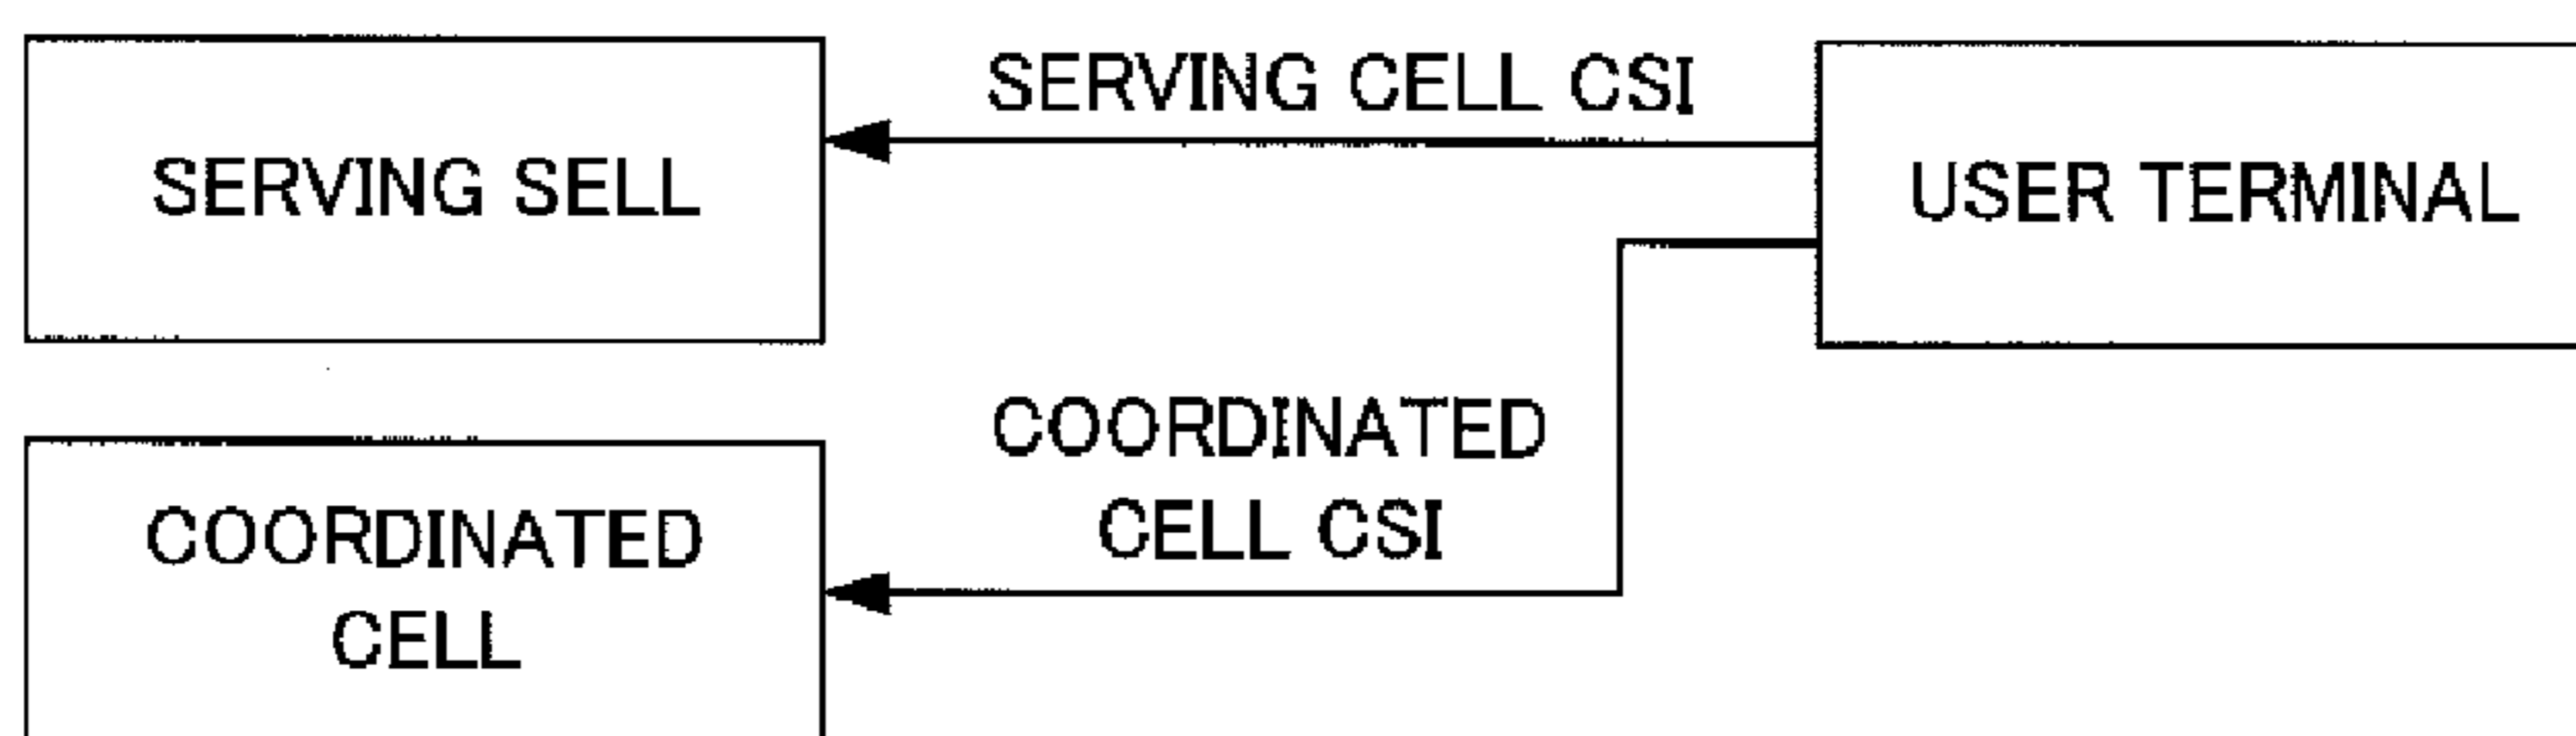 SERVING CELL CSI
SERVING SELL
USER TERMINAL
COORDINATED
CELL CSI
COORDINATED
CELL